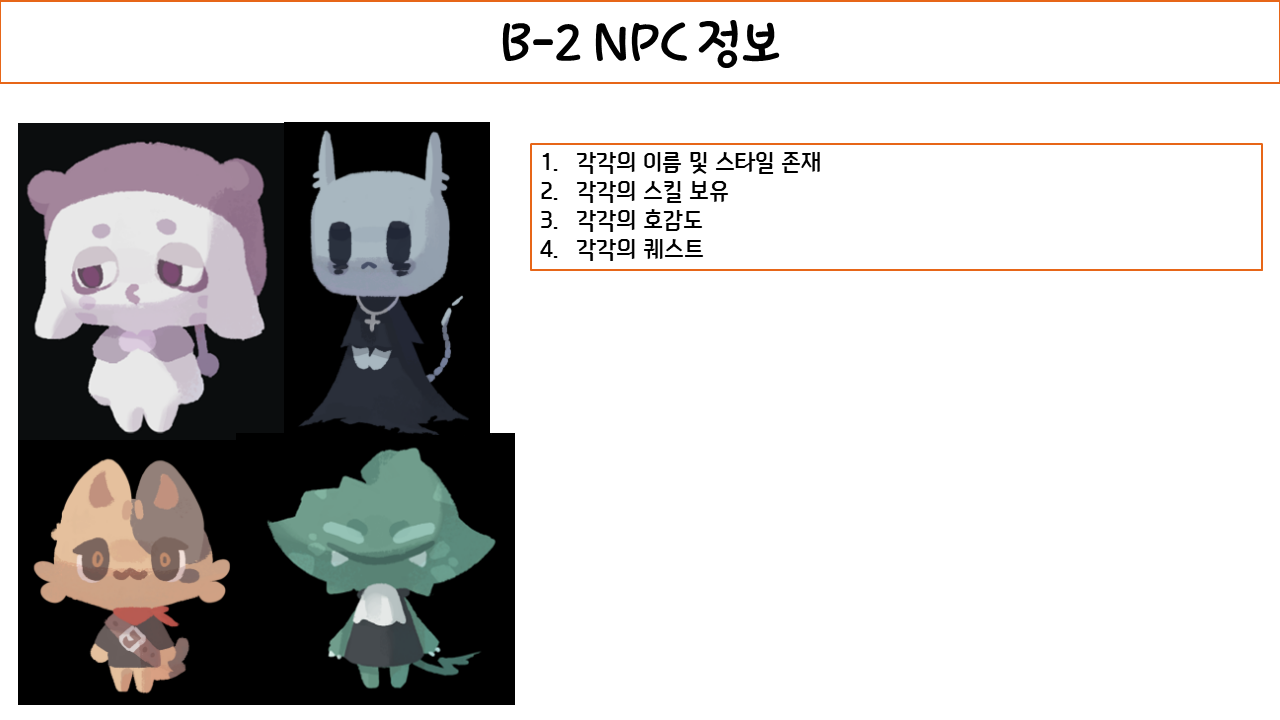 B-2 NPC 정보
1. 각각의 이름 및 스타일 존재
2. 각각의 스킬 보유
3. 각각의 호감도
4. 각각의 퀘스트